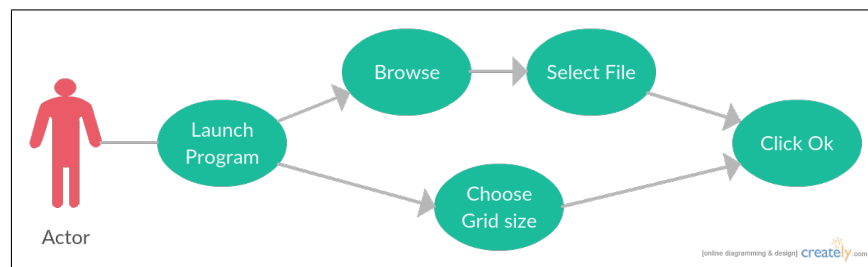 Browse
Select File
Launch
Program
Click Ok
Choose
Grid size
Actor
[online diagramming & design] creately.com